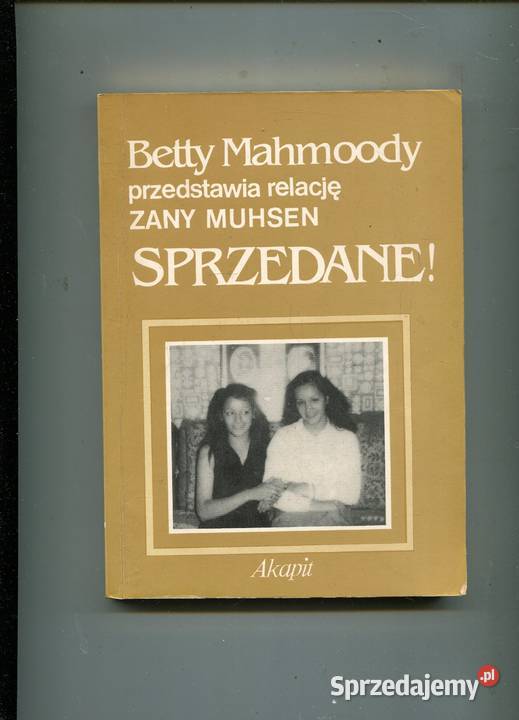 Betty Mahmoody
przedstawia relację
ZANY MUHSEN
SPRZEDANE!
Akapit
Sprzedajemy.pl